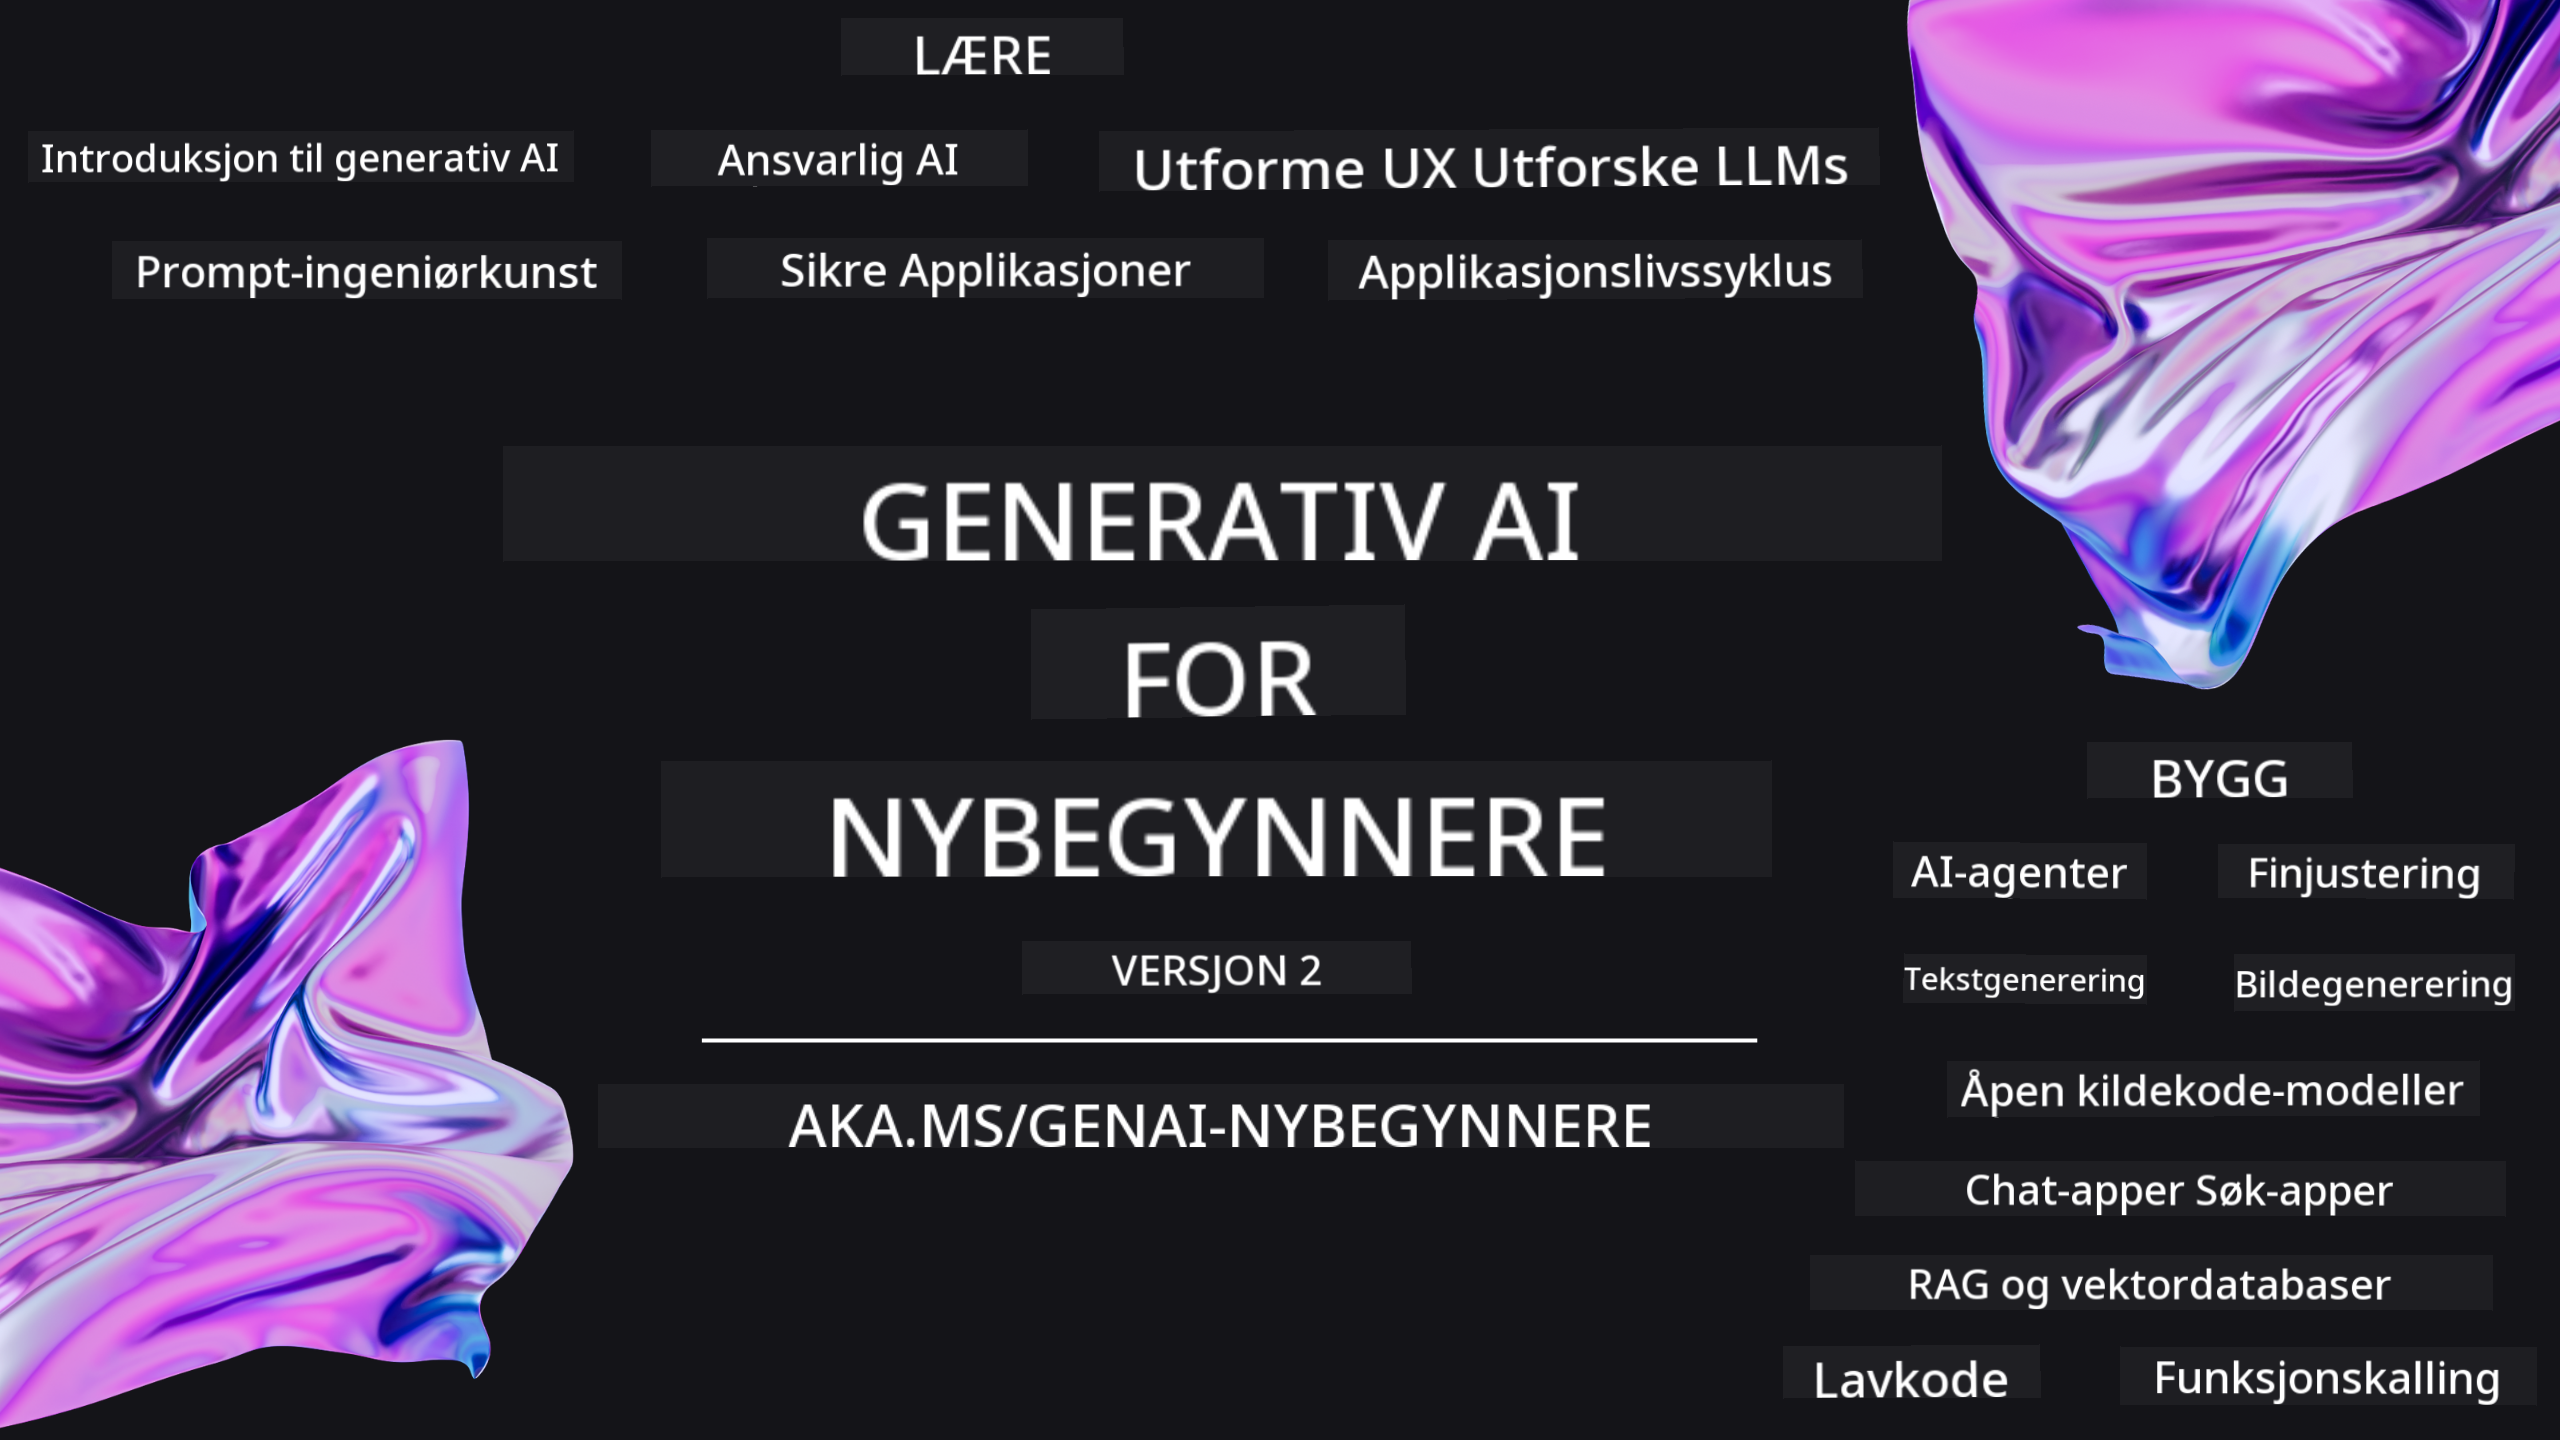 LÆRE
Introduksjon til generativ AI
Ansvarlig AI
Utforme UX Utforske LLMs
Prompt-ingeniørkunst
Sikre Applikasjoner
Applikasjonslivssyklus
GENERATIV AI
FOR
NYBEGYNNERE
VERSJON 2
AKA.MS/GENAI-NYBEGYNNERE
BYGG
AI-agenter
Finjustering
Tekstgenerering
Bildegenerering
Åpen kildekode-modeller
Chat-apper Søk-apper
RAG og vektordatabaser
Lavkode
Funksjonskalling